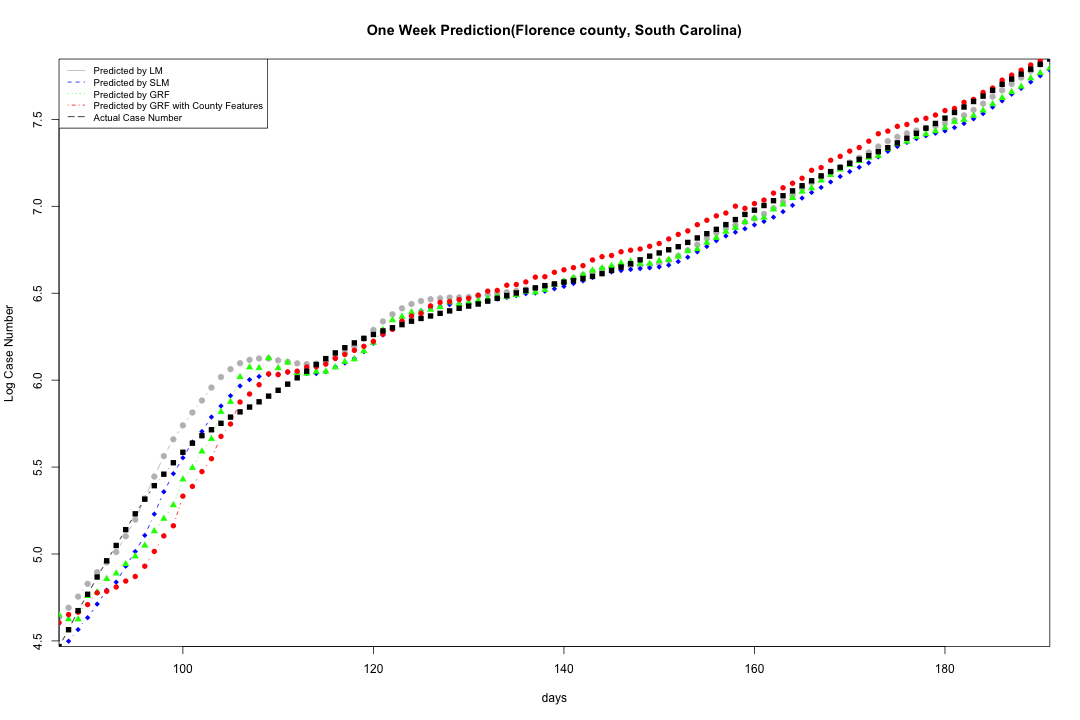 One Week Prediction(Florence county, South Carolina)
Predicted by LM
Predicted by SLM
Predicted by GRF
Predicted by GRF with County Features
Actual Case Number
Log Case Number
7.5
7.0
6.5
6.0
5.5
5.0
4.5
100 120 140 160 180
days